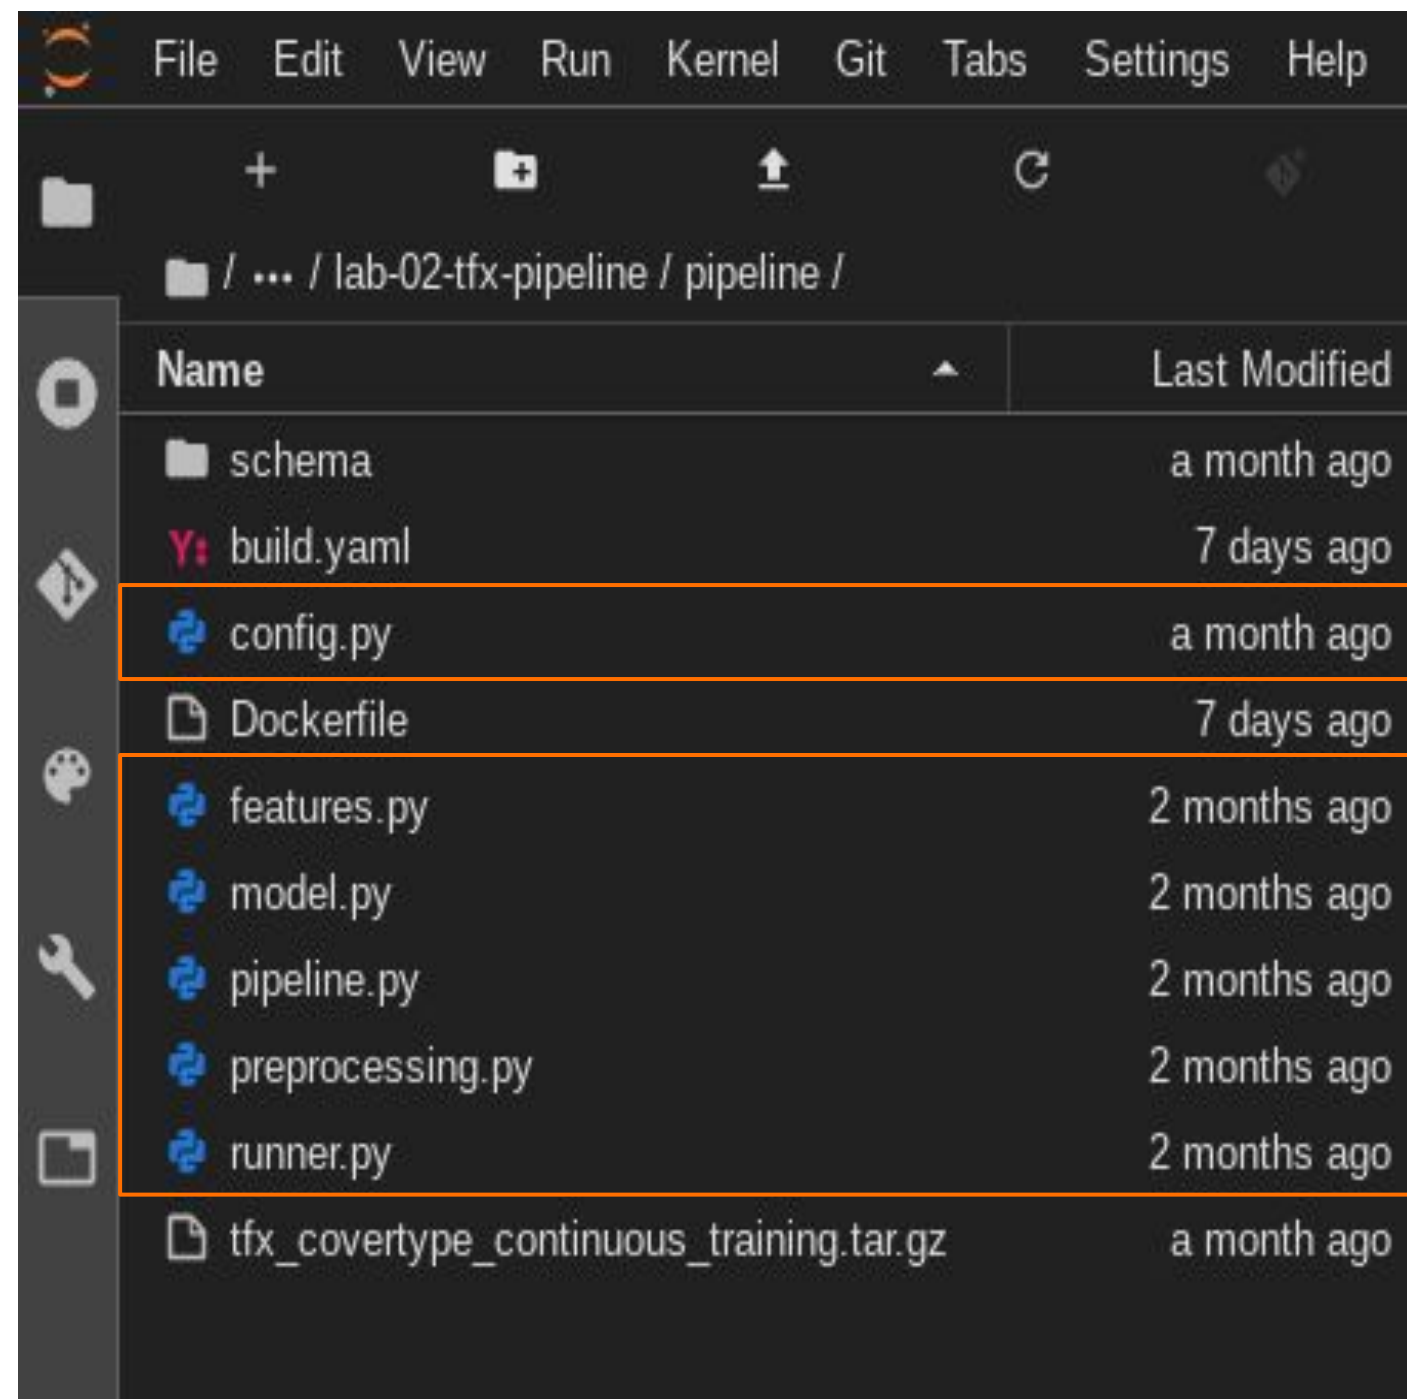 File Edit View Run Kernel Git Tabs Settings Help
/ ... / lab-02-tfx-pipeline / pipeline /
Name Last Modified
schema a month ago
Y: build.yaml 7 days ago
config.py a month ago
Dockerfile 7 days ago
features.py 2 months ago
model.py 2 months ago
pipeline.py 2 months ago
preprocessing.py 2 months ago
runner.py 2 months ago
tfx_covertype_continuous_training.tar.gz a month ago